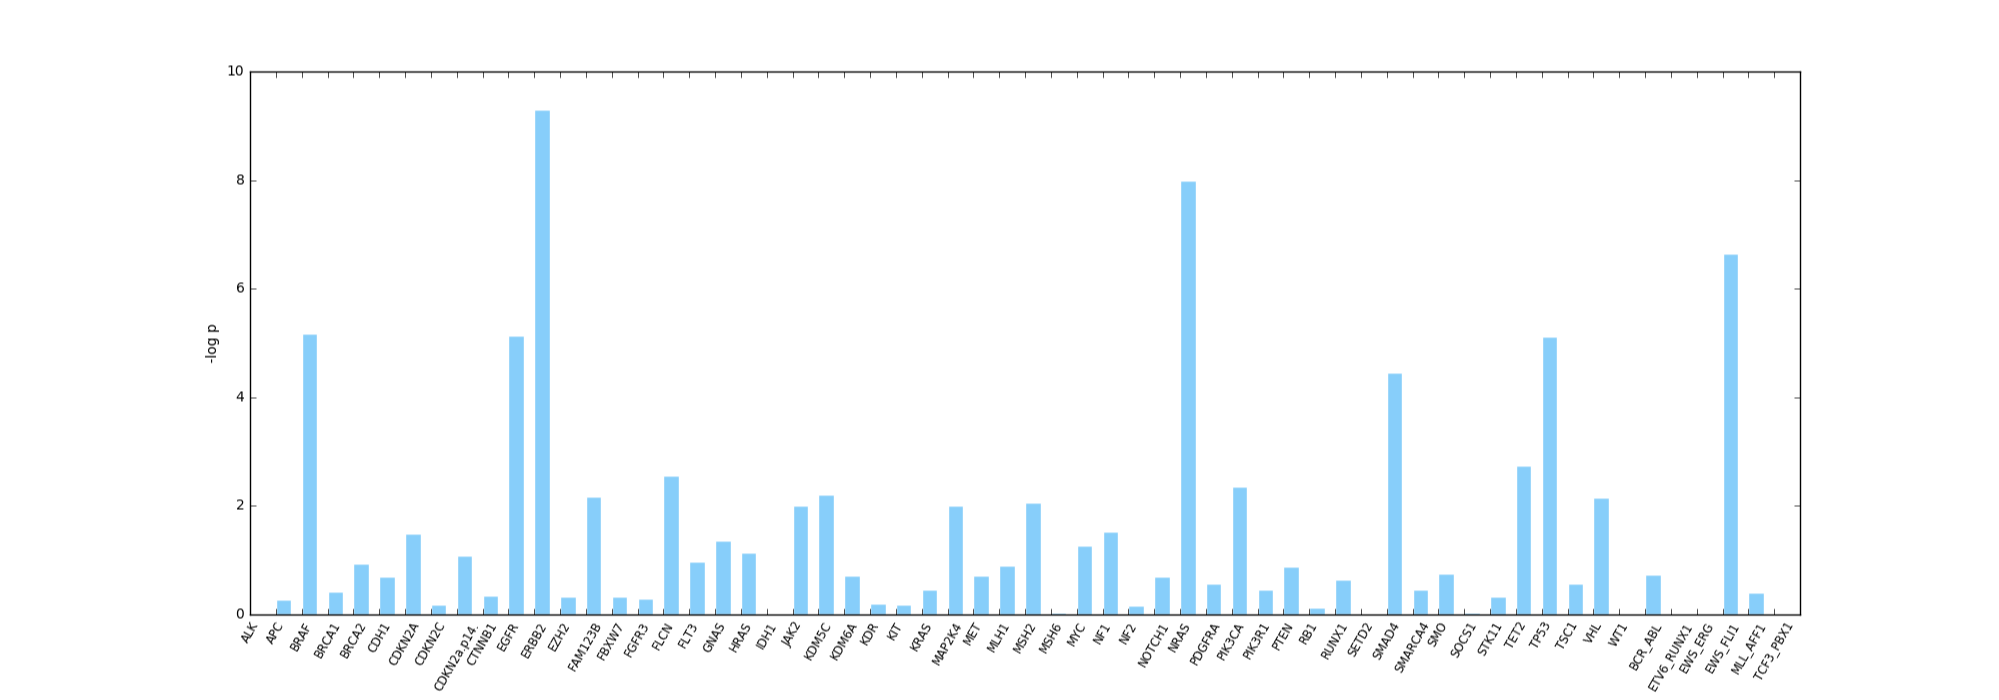 10
8
6
4
2
0
-log p
ALK
APC
BRAF
BRCA1
BRCA2
CDH1
CDKN2A
CDKN2C
CDKN2a.p14.
CTNNB1
EGFR
ERBB2
EZH2
FAM123B
FBXW7
FGFR3
FLCN
FLT3
GNAS
HRAS
IDH1
JAK2
KDM5C
KDM6A
KDR
KIT
KRAS
MAP2K4
MET
MLH1
MSH2
MSH6
MYC
NF1
NF2
NOTCH1
NRAS
PDGFRA
PIK3CA
PIK3R1
PTEN
RB1
RUNX1
SETD2
SMAD4
SMARCA4
SMO
SOCS1
STK11
TET2
TP53
TSC1
VHL
WT1
BCR_ABL
ETV6_RUNX1
EWS_ERG
EWS_FLI1
MLL_AFF1
TCF3_PBX1